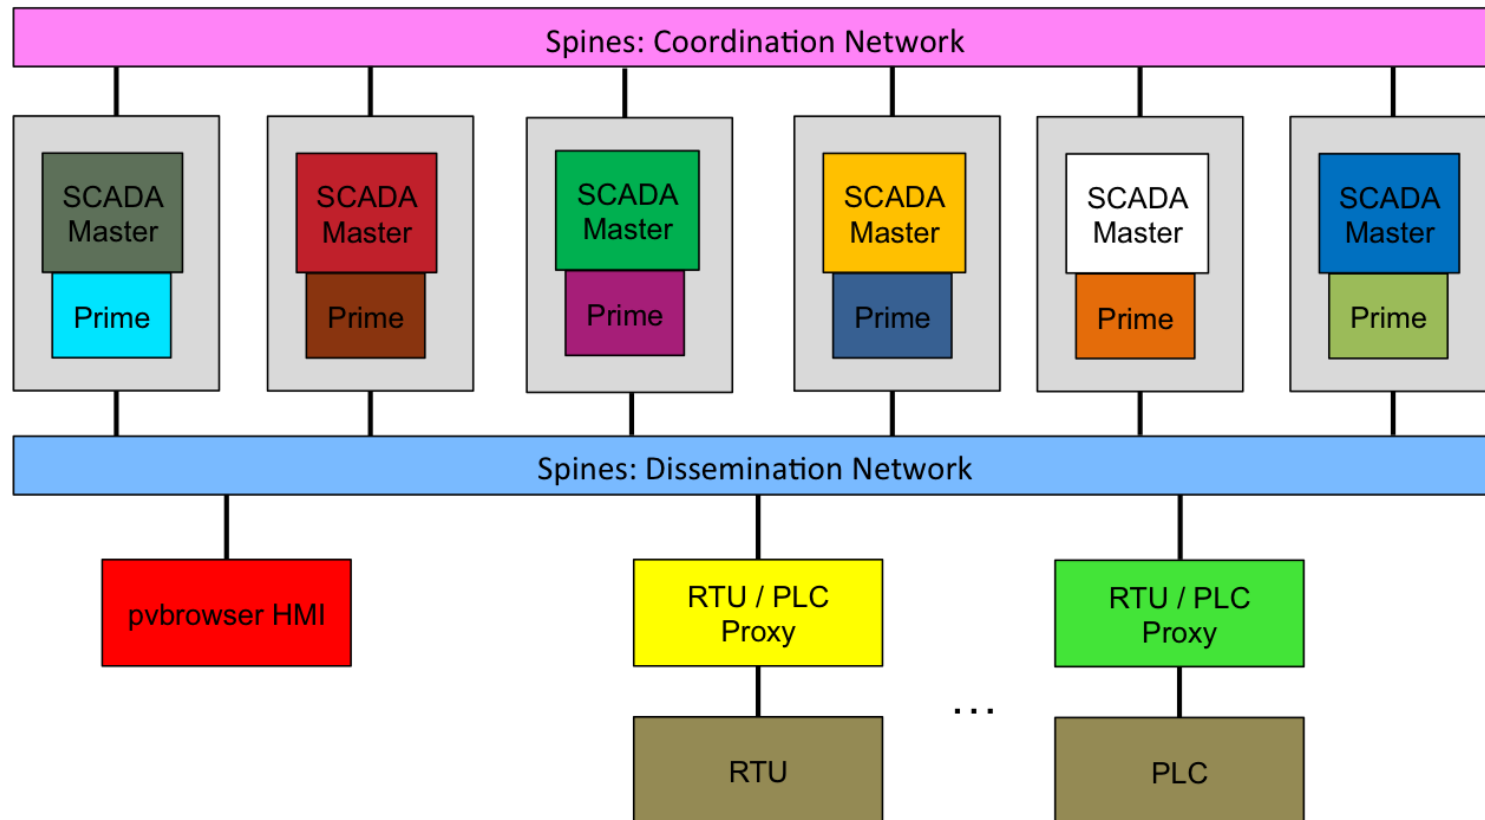 Spines: Coordination Network
SCADA
Master
Prime
SCADA
Master
Prime
SCADA
Master
Prime
SCADA
Master
Prime
SCADA
Master
Prime
SCADA
Master
Prime
Spines: Dissemination Network
pvbrowser HMI
RTU / PLC
Proxy
RTU / PLC
Proxy
...
RTU
PLC